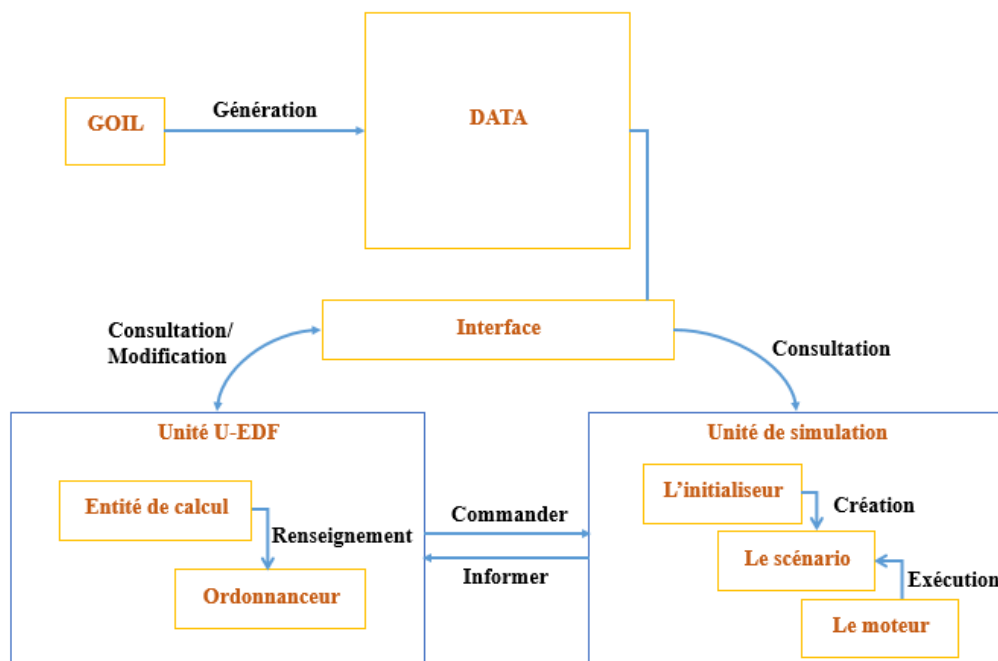 GOIL
Génération
DATA
Interface
Consultation/
Modification
Consultation
Unité U-EDF
Entité de calcul
Renseignement
Ordonnanceur
Commander
Informer
Unité de simulation
L'initialiseur
Création
Le scénario
Exécution
Le moteur